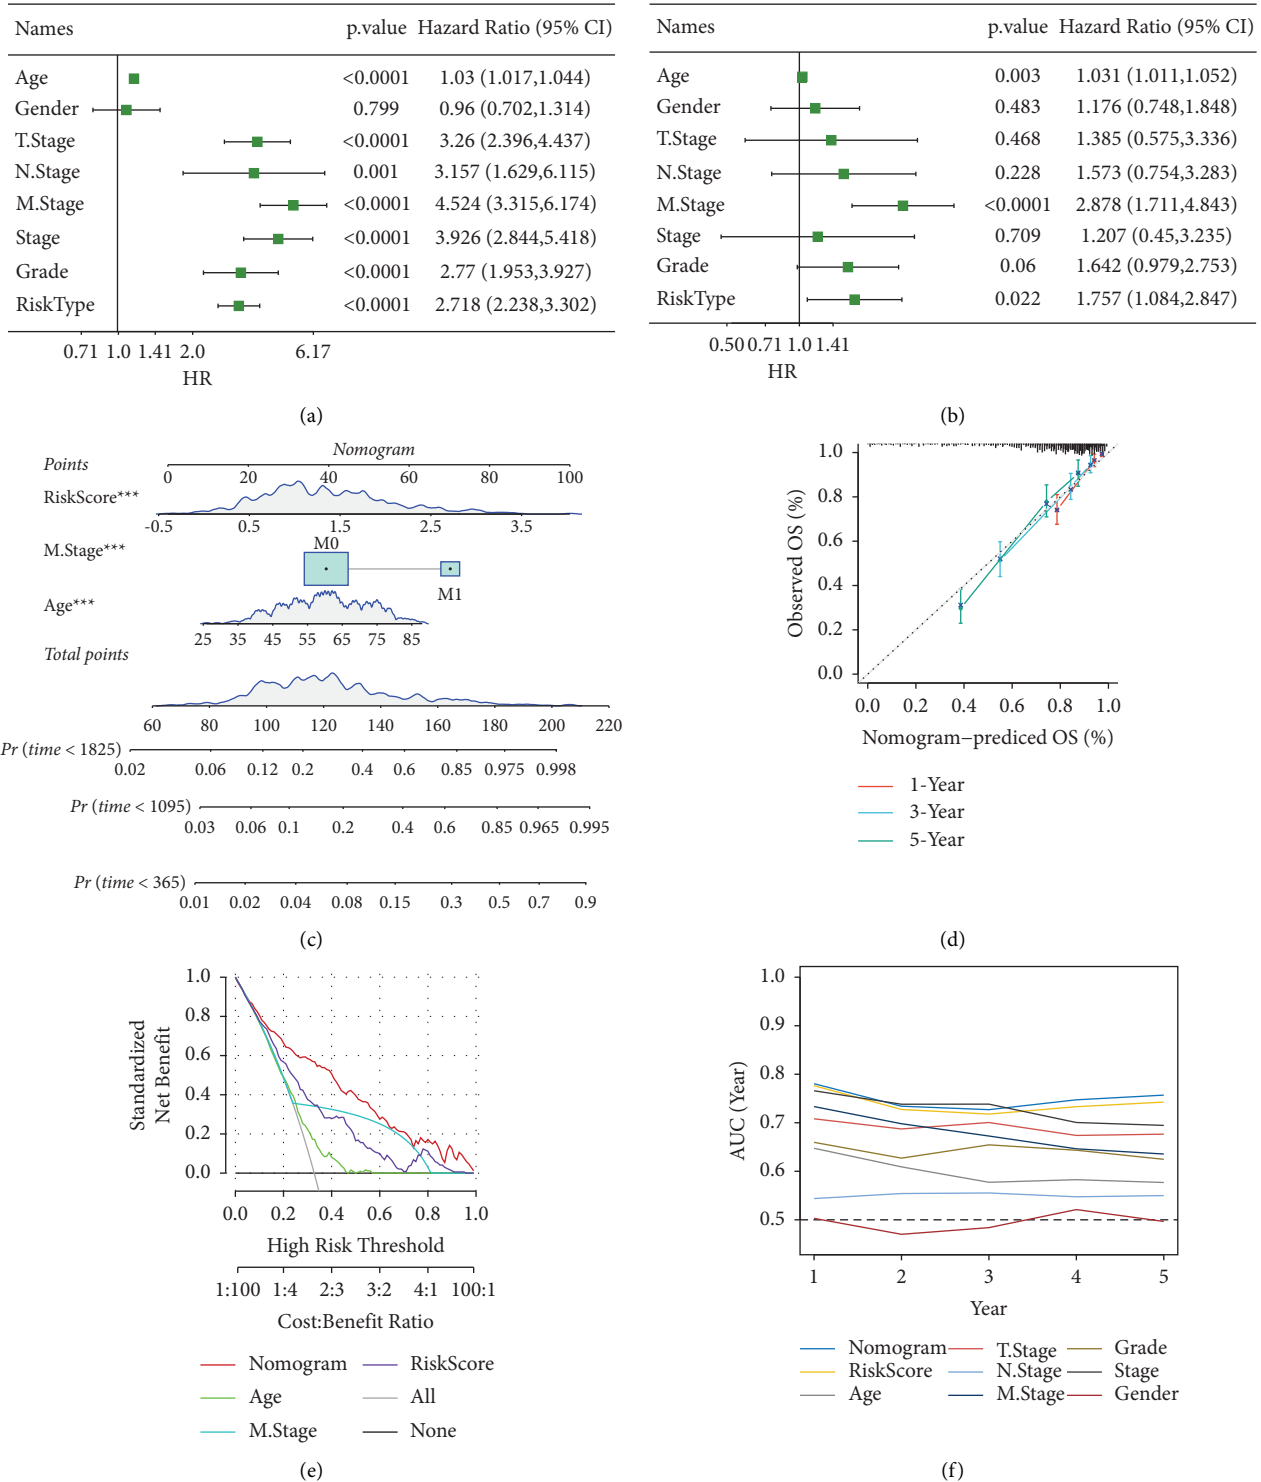 Names p.value Hazard Ratio (95% CI)
Age <0.0001 1.03 (1.017,1.044)
Gender 0.799 0.96 (0.702,1.314)
T.Stage <0.0001 3.26 (2.396,4.437)
N.Stage 0.001 3.157 (1.629,6.115)
M.Stage <0.0001 4.524 (3.315,6.174)
Stage <0.0001 3.926 (2.844,5.418)
Grade <0.0001 2.77 (1.953,3.927)
RiskType <0.0001 2.718 (2.238,3.302)
0.71 1.0 1.41 2.0 6.17
HR
(a)
Names p.value Hazard Ratio (95% CI)
Age 0.003 1.031 (1.011,1.052)
Gender 0.483 1.176 (0.748,1.848)
T.Stage 0.468 1.385 (0.575,3.336)
N.Stage 0.228 1.573 (0.754,3.283)
M.Stage <0.0001 2.878 (1.711,4.843)
Stage 0.709 1.207 (0.45,3.235)
Grade 0.06 1.642 (0.979,2.753)
RiskType 0.022 1.757 (1.084,2.847)
0.50 0.71 1.0 1.41
HR
(b)
Nomogram
Points
0 20 40 60 80 100
RiskScore***
-0.5 0.5 1.5 2.5 3.5
M.Stage***
M0
M1
Age***
25 35 45 55 65 75 85
Total points
60 80 100 120 140 160 180 200 220
Pr (time < 1825)
0.02 0.06 0.12 0.2 0.4 0.6 0.85 0.975 0.998
Pr (time < 1095)
0.03 0.06 0.1 0.2 0.4 0.6 0.85 0.965 0.995
Pr (time < 365)
0.01 0.02 0.04 0.08 0.15 0.3 0.5 0.7 0.9
(c)
Observed OS (%)
1.0
0.8
0.6
0.4
0.2
0.0
0.0 0.2 0.4 0.6 0.8 1.0
Nomogram−prediced OS (%)
1-Year
3-Year
5-Year
(d)
Standardized
Net Benefit
1.0
0.8
0.6
0.4
0.2
0.0
0.0 0.2 0.4 0.6 0.8 1.0
High Risk Threshold
1:100 1:4 2:3 3:2 4:1 100:1
Cost:Benefit Ratio
Nomogram RiskScore
Age All
M.Stage None
(e)
AUC (Year)
1.0
0.9
0.8
0.7
0.6
0.5
1 2 3 4 5
Year
Nomogram T.Stage Grade
RiskScore N.Stage Stage
Age M.Stage Gender
(f)